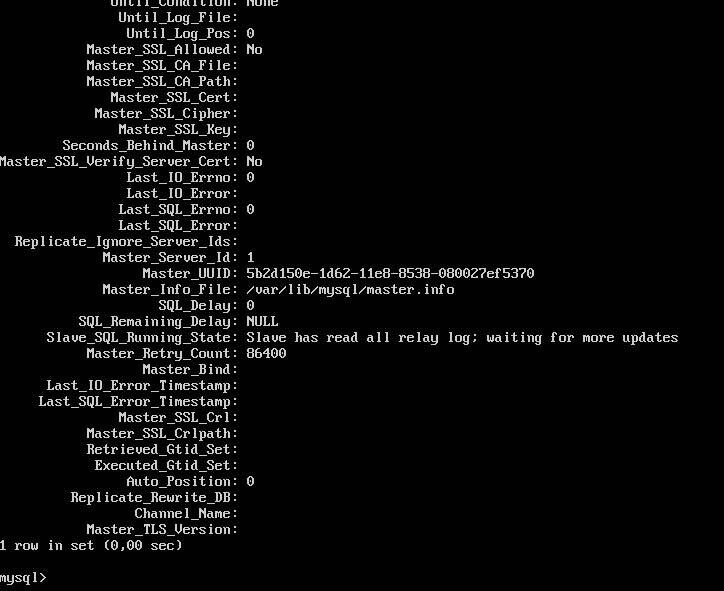 Until_Condition: None
Until_Log_File:
Until_Log_Pos: 0
Master_SSL_Allowed: No
Master_SSL_CA_File:
Master_SSL_CA_Path:
Master_SSL_Cert:
Master_SSL_Cipher:
Master_SSL_Key:
Seconds_Behind_Master: 0
Master_SSL_Verify_Server_Cert: No
Last_IO_Errno: 0
Last_IO_Error:
Last_SQL_Errno: 0
Last_SQL_Error:
Replicate_Ignore_Server_Ids:
Master_Server_Id: 1
Master_UUID: 5b2d150e-1d62-11e8-8538-080027ef5370
Master_Info_File: /var/lib/mysql/master.info
SQL_Delay: 0
SQL_Remaining_Delay: NULL
Slave_SQL_Running_State: Slave has read all relay log; waiting for more updates
Master_Retry_Count: 86400
Master_Bind:
Last_IO_Error_Timestamp:
Last_SQL_Error_Timestamp:
Master_SSL_Crl:
Master_SSL_Crlpath:
Retrieved_Gtid_Set:
Executed_Gtid_Set:
Auto_Position: 0
Replicate_Rewrite_DB:
Channel_Name:
Master_TLS_Version:
1 row in set (0,00 sec)
mysql>